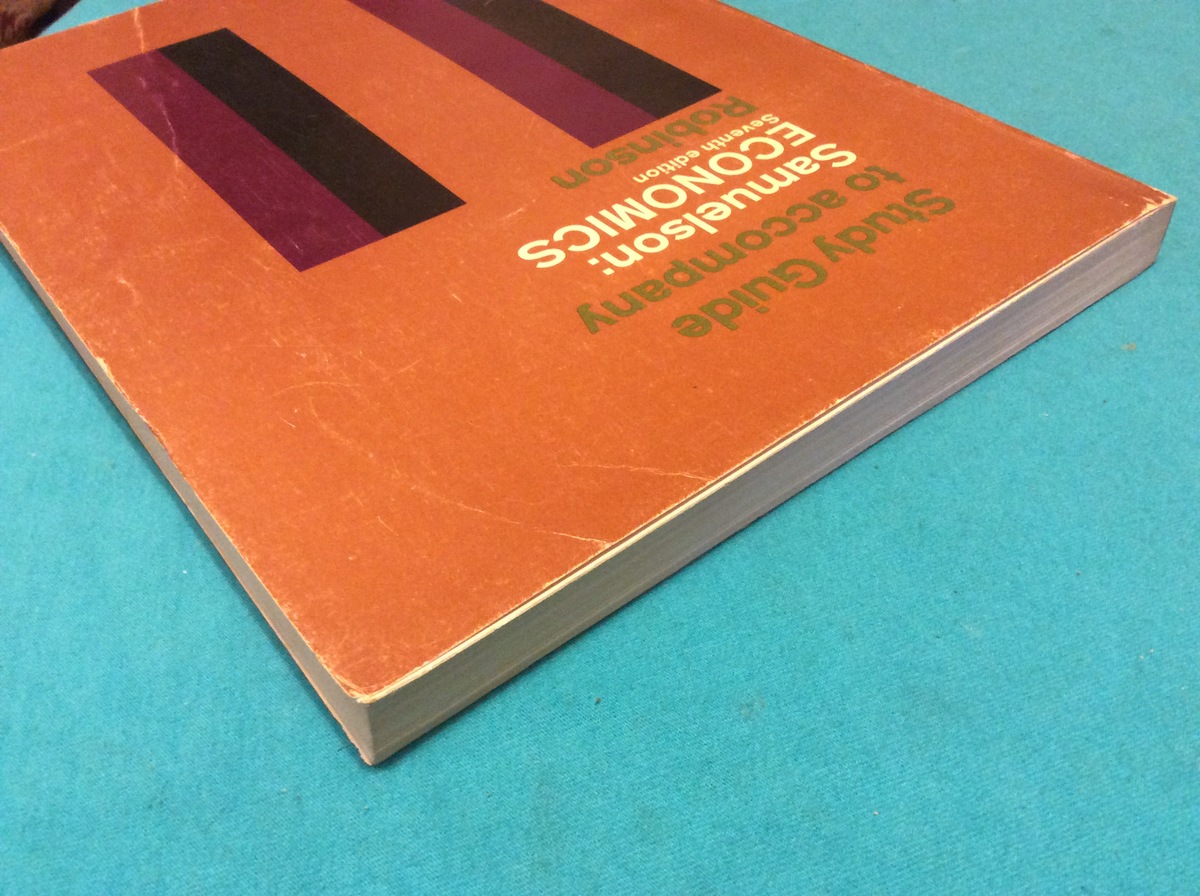 Study Guide
to accompany
Samuelson:
ECONOMICS
Seventh edition
Robinson